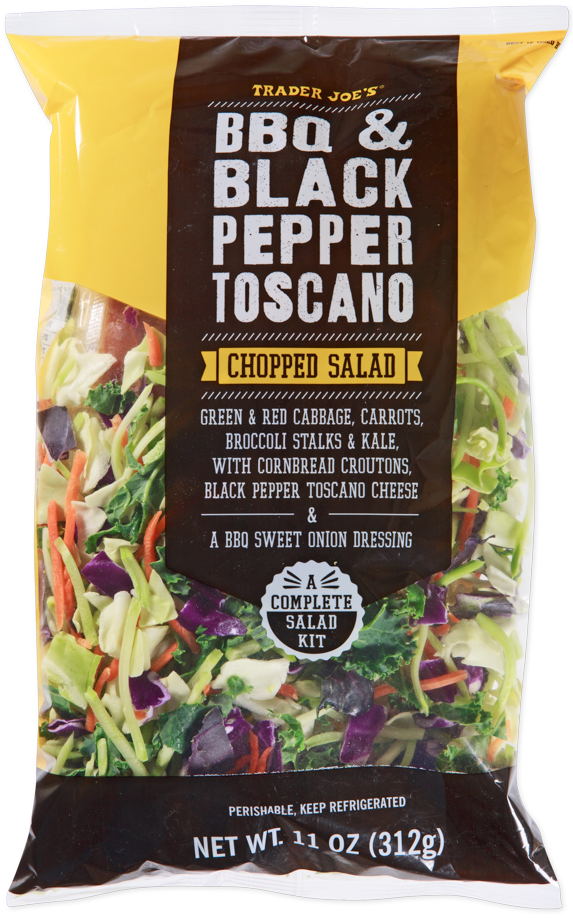 TRADER JOE'S
BBQ &
BLACK
PEPPER
TOSCANO
CHOPPED SALAD
GREEN & RED CABBAGE, CARROTS,
BROCCOLI STALKS & KALE,
WITH CORNBREAD CROUTONS,
BLACK PEPPER TOSCANO CHEESE
&
A BBQ SWEET ONION DRESSING
A
COMPLETE
SALAD
KIT
PERISHABLE, KEEP REFRIGERATED
NET WT. 11 OZ (312g)